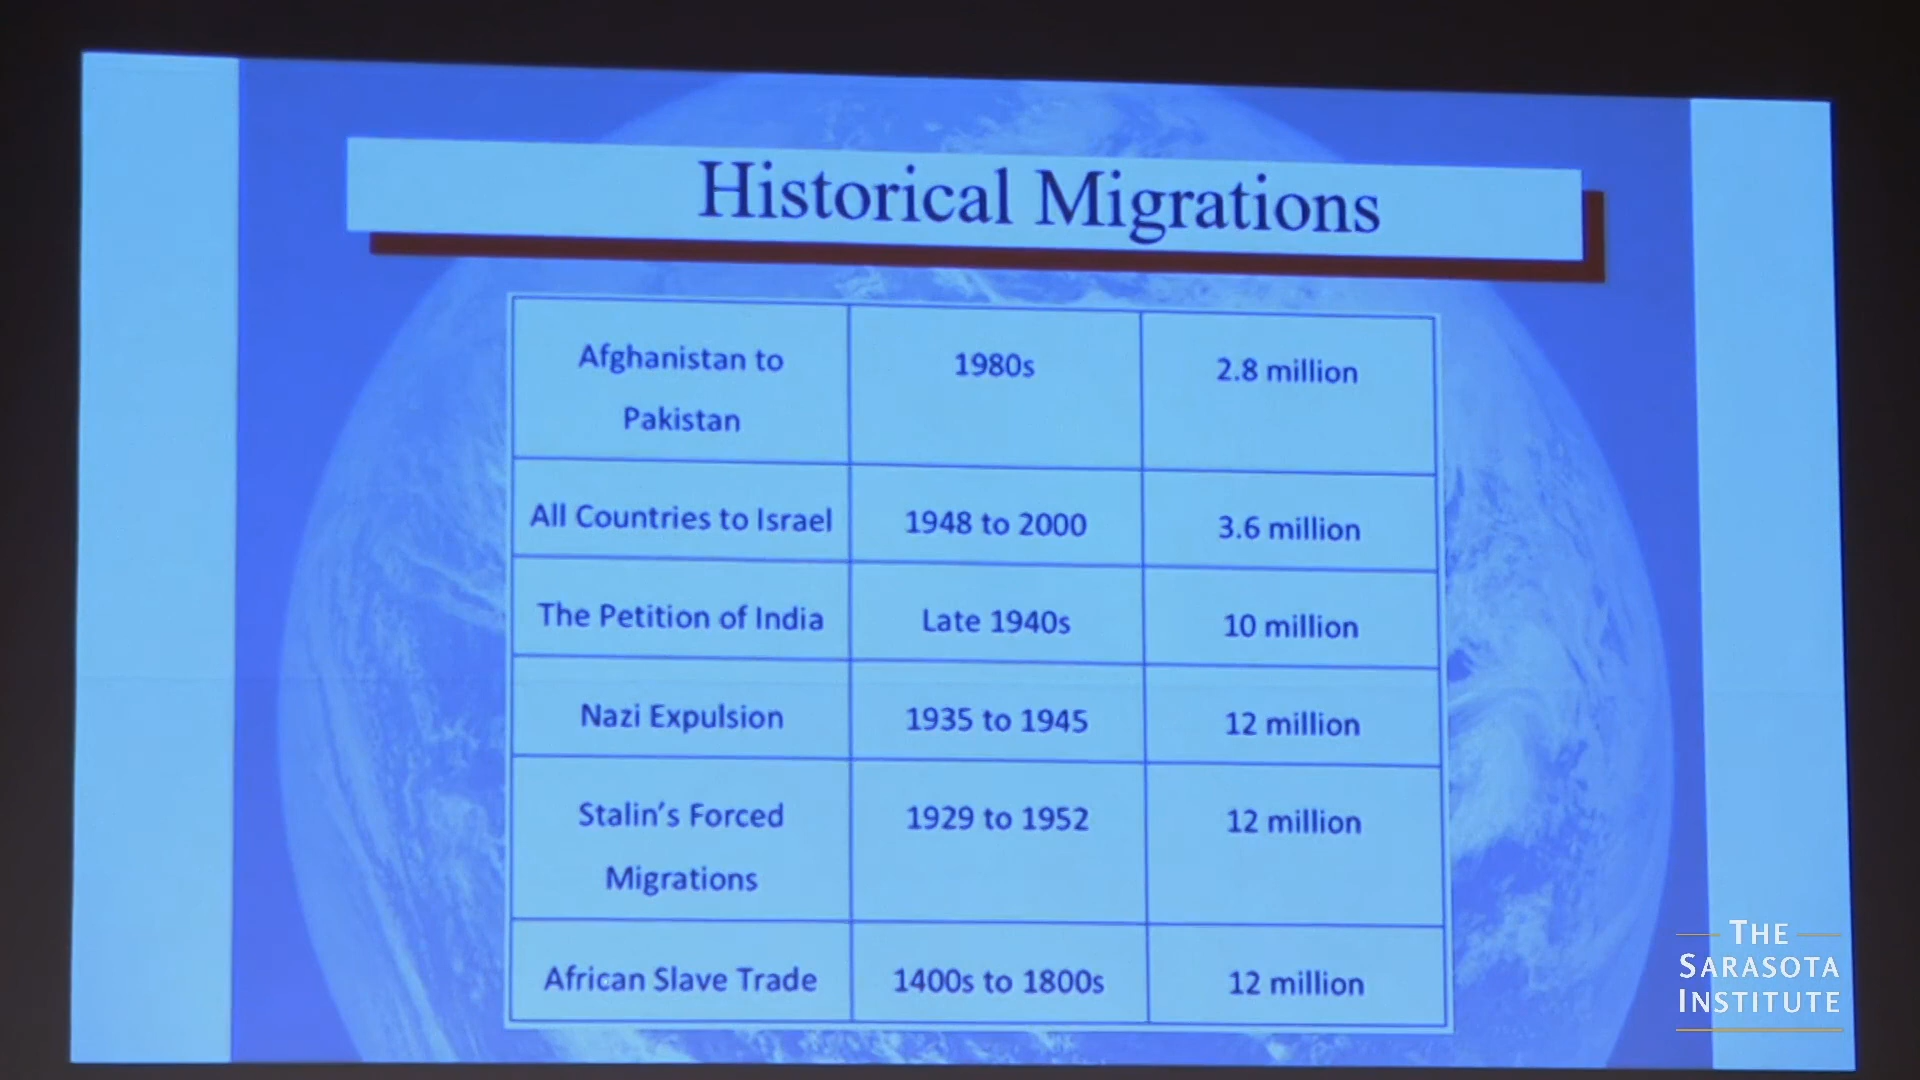 Historical Migrations
Afghanistan to
Pakistan
1980s
2.8 million
All Countries to Israel
1948 to 2000
3.6 million
The Petition of India
Late 1940s
10 million
Nazi Expulsion
1935 to 1945
12 million
Stalin's Forced
Migrations
1929 to 1952
12 million
African Slave Trade
1400s to 1800s
12 million
THE
SARASOTA
INSTITUTE